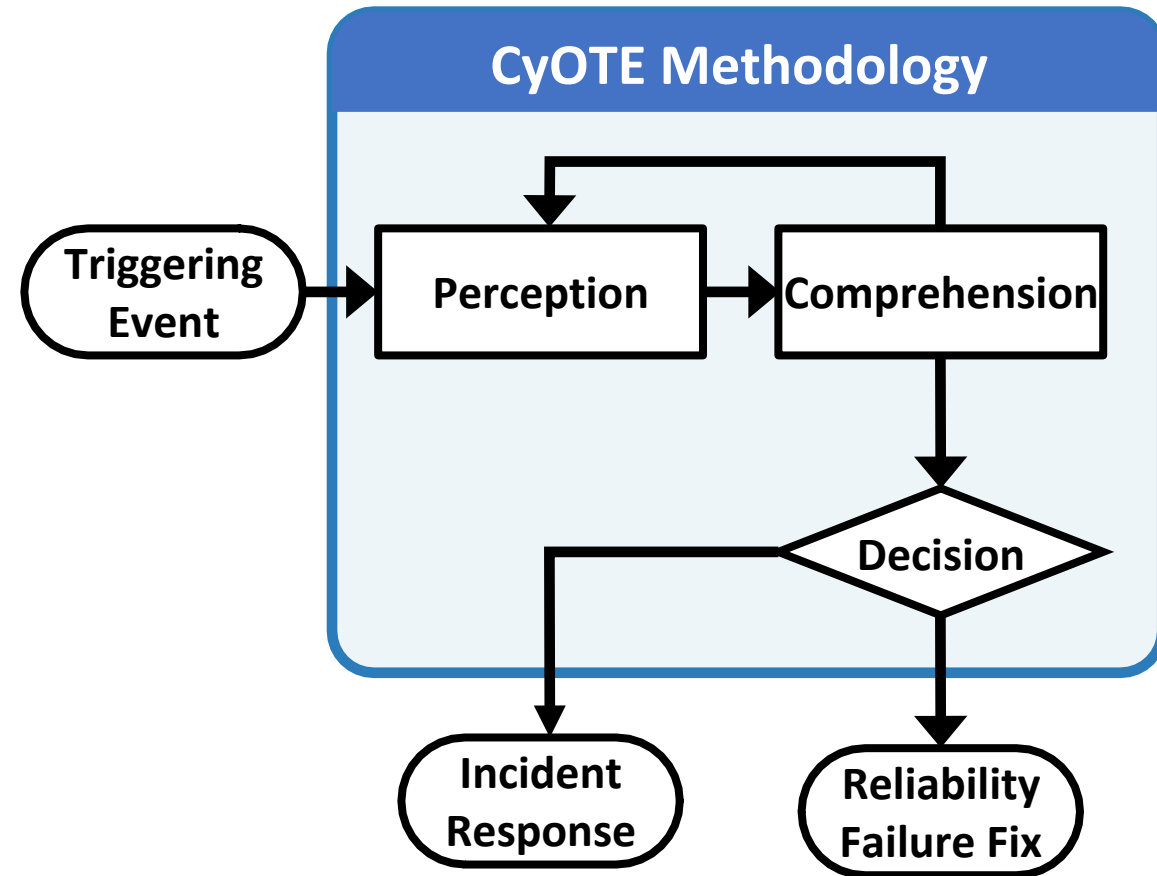 CyOTE Methodology
Triggering
Event
Perception
Comprehension
Decision
Incident
Response
Reliability
Failure Fix